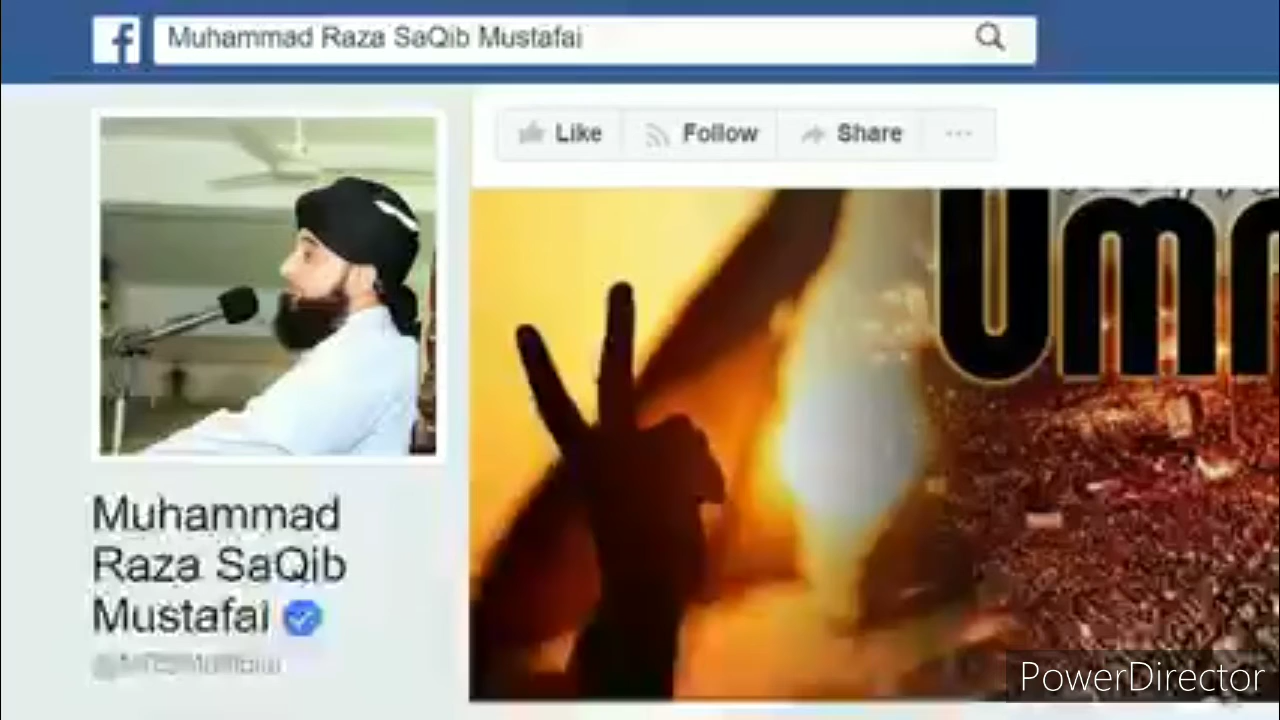 f
Muhammad Raza SaQib Mustafai
Like
Follow
Share
Muhammad
Raza SaQib
Mustafai
PowerDirector